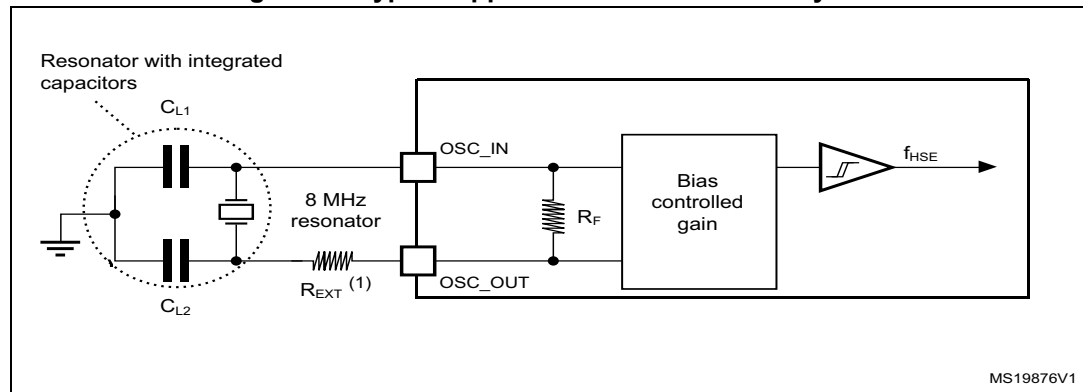 Resonator with integrated
capacitors
CL1
OSC_IN
fHSE
8 MHz
resonator
RF
Bias
controlled
gain
REXT (1)
OSC_OUT
CL2
MS19876V1